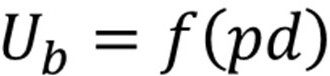 U_b = f(pd)